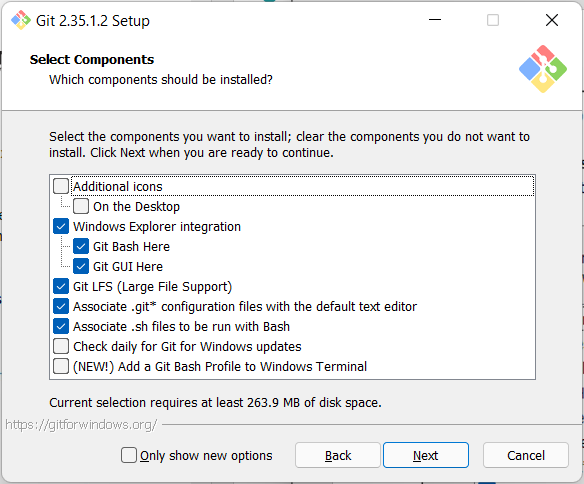 Git 2.35.1.2 Setup
Select Components
Which components should be installed?
Select the components you want to install; clear the components you do not want to
install. Click Next when you are ready to continue.
Additional icons
On the Desktop
Windows Explorer integration
Git Bash Here
Git GUI Here
Git LFS (Large File Support)
Associate .git* configuration files with the default text editor
Associate .sh files to be run with Bash
Check daily for Git for Windows updates
(NEW!) Add a Git Bash Profile to Windows Terminal
Current selection requires at least 263.9 MB of disk space.
https://gitforwindows.org/
Only show new options
Back
Next
Cancel